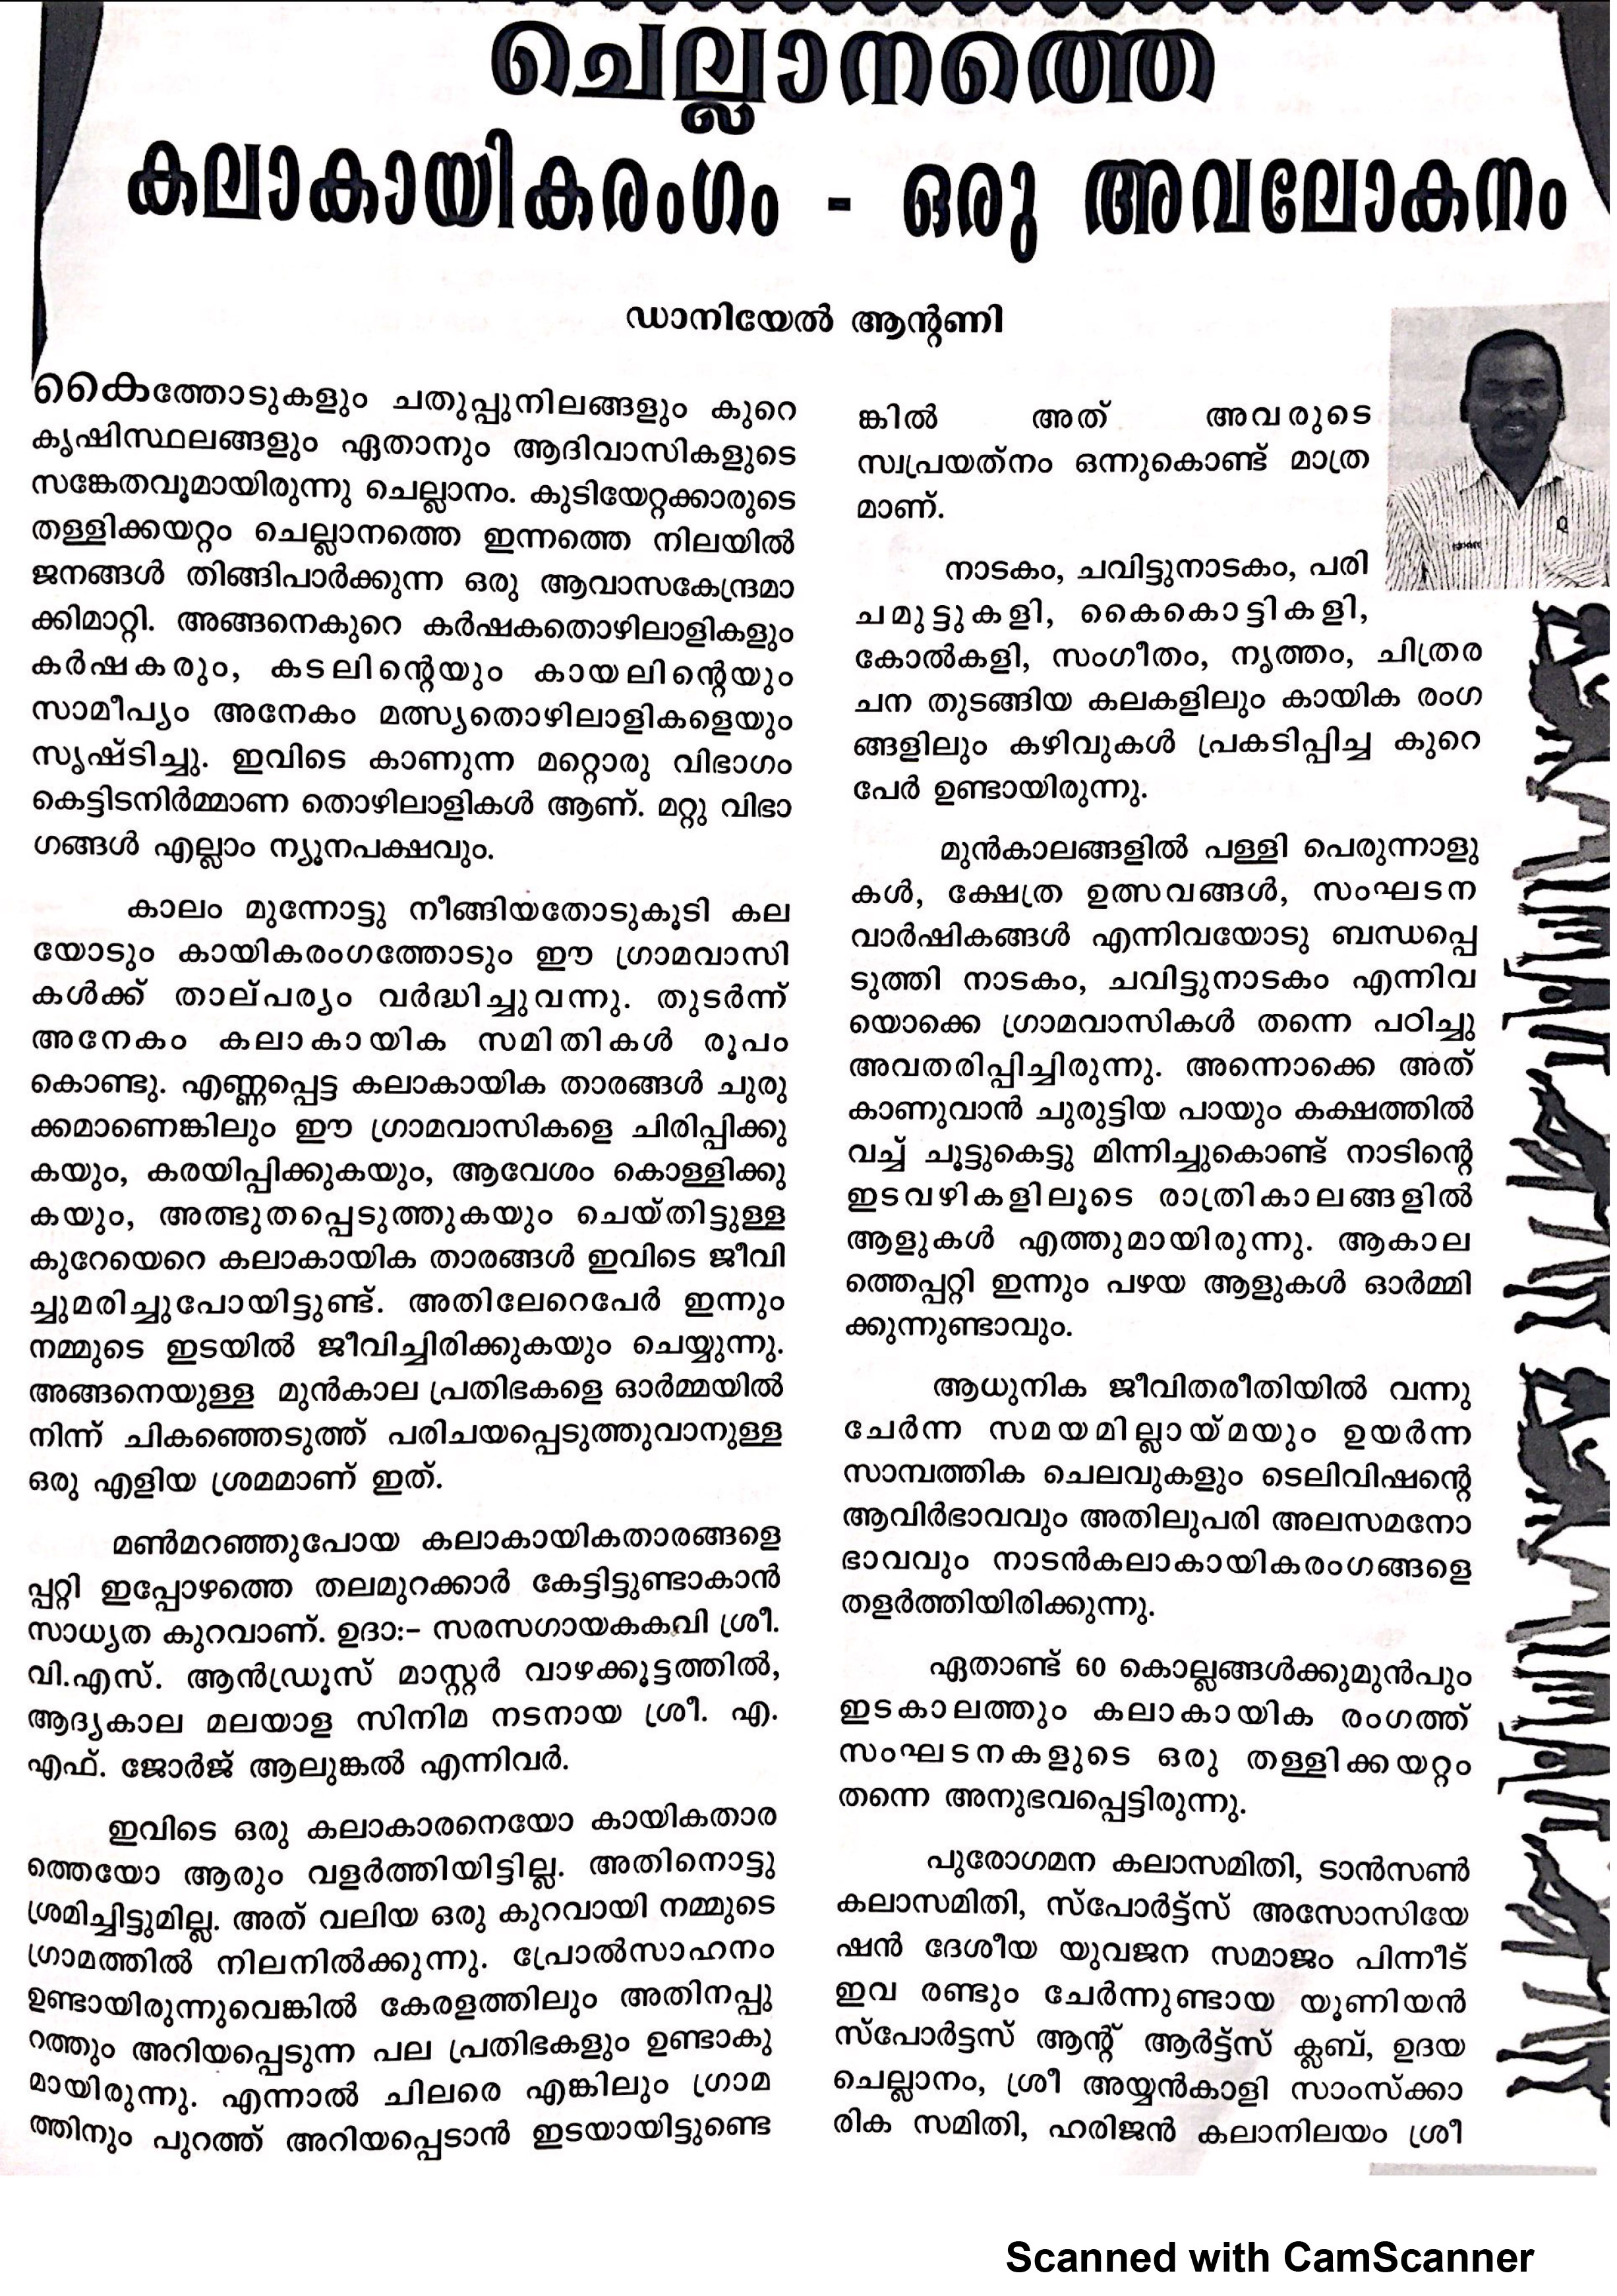 ചെല്ലാനത്തെ
കലാകായികരംഗം - ഒരു അവലോകനം
ഡാനിയേൽ ആന്റണി
കൈത്തോടുകളും ചതുപ്പുനിലങ്ങളും കുറെ
കൃഷിസ്ഥലങ്ങളും ഏതാനും ആദിവാസികളുടെ
സങ്കേതവൂമായിരുന്നു ചെല്ലാനം. കുടിയേറ്റക്കാരുടെ
തള്ളിക്കയറ്റം ചെല്ലാനത്തെ ഇന്നത്തെ നിലയിൽ
ജനങ്ങൾ തിങ്ങിപാർക്കുന്ന ഒരു ആവാസകേന്ദ്രമാ
ക്കിമാറ്റി. അങ്ങനെകുറെ കർഷകതൊഴിലാളികളും
കർഷകരും, കടലിന്റെയും കായലിന്റെയും
സാമീപ്യം അനേകം മത്സ്യതൊഴിലാളികളെയും
സൃഷ്ടിച്ചു. ഇവിടെ കാണുന്ന മറ്റൊരു വിഭാഗം
കെട്ടിടനിർമ്മാണ തൊഴിലാളികൾ ആണ്. മറ്റു വിഭാ
ഗങ്ങൾ എല്ലാം ന്യൂനപക്ഷവും.
കാലം മുന്നോട്ടു നീങ്ങിയതോടുകൂടി കല
യോടും കായികരംഗത്തോടും ഈ ഗ്രാമവാസി
കൾക്ക് താല്പര്യം വർദ്ധിച്ചുവന്നു. തുടർന്ന്
അനേകം കലാകായിക സമിതികൾ രൂപം
കൊണ്ടു. എണ്ണപ്പെട്ട കലാകായിക താരങ്ങൾ ചുരു
ക്കമാണെങ്കിലും ഈ ഗ്രാമവാസികളെ ചിരിപ്പിക്കു
കയും, കരയിപ്പിക്കുകയും, ആവേശം കൊള്ളിക്കു
കയും, അത്ഭുതപ്പെടുത്തുകയും ചെയ്തിട്ടുള്ള
കുറേയെറെ കലാകായിക താരങ്ങൾ ഇവിടെ ജീവി
ച്ചുമരിച്ചുപോയിട്ടുണ്ട്. അതിലേറെപേർ ഇന്നും
നമ്മുടെ ഇടയിൽ ജീവിച്ചിരിക്കുകയും ചെയ്യുന്നു.
അങ്ങനെയുള്ള മുൻകാല പ്രതിഭകളെ ഓർമ്മയിൽ
നിന്ന് ചികഞ്ഞെടുത്ത് പരിചയപ്പെടുത്തുവാനുള്ള
ഒരു എളിയ ശ്രമമാണ് ഇത്.
മൺമറഞ്ഞുപോയ കലാകായികതാരങ്ങളെ
പ്പറ്റി ഇപ്പോഴത്തെ തലമുറക്കാർ കേട്ടിട്ടുണ്ടാകാൻ
സാധ്യത കുറവാണ്. ഉദാ:- സരസഗായകകവി ശ്രീ.
വി.എസ്. ആൻഡ്രൂസ് മാസ്റ്റർ വാഴക്കൂട്ടത്തിൽ,
ആദ്യകാല മലയാള സിനിമ നടനായ ശ്രീ. എ.
എഫ്. ജോർജ് ആലുങ്കൽ എന്നിവർ.
ഇവിടെ ഒരു കലാകാരനെയോ കായികതാര
ത്തെയോ ആരും വളർത്തിയിട്ടില്ല. അതിനൊട്ടു
ശ്രമിച്ചിട്ടുമില്ല. അത് വലിയ ഒരു കുറവായി നമ്മുടെ
ഗ്രാമത്തിൽ നിലനിൽക്കുന്നു. പ്രോൽസാഹനം
ഉണ്ടായിരുന്നുവെങ്കിൽ കേരളത്തിലും അതിനപ്പു
റത്തും അറിയപ്പെടുന്ന പല പ്രതിഭകളും ഉണ്ടാകു
മായിരുന്നു. എന്നാൽ ചിലരെ എങ്കിലും ഗ്രാമ
ത്തിനും പുറത്ത് അറിയപ്പെടാൻ ഇടയായിട്ടുണ്ടെ
ങ്കിൽ അത് അവരുടെ
സ്വപ്രയത്നം ഒന്നുകൊണ്ട് മാത്ര
മാണ്.
നാടകം, ചവിട്ടുനാടകം, പരി
ചമുട്ടുകളി, കൈകൊട്ടികളി,
കോൽകളി, സംഗീതം, നൃത്തം, ചിത്രര
ചന തുടങ്ങിയ കലകളിലും കായിക രംഗ
ങ്ങളിലും കഴിവുകൾ പ്രകടിപ്പിച്ച കുറെ
പേർ ഉണ്ടായിരുന്നു.
മുൻകാലങ്ങളിൽ പള്ളി പെരുന്നാളു
കൾ, ക്ഷേത്ര ഉത്സവങ്ങൾ, സംഘടന
വാർഷികങ്ങൾ എന്നിവയോടു ബന്ധപ്പെ
ടുത്തി നാടകം, ചവിട്ടുനാടകം എന്നിവ
യൊക്കെ ഗ്രാമവാസികൾ തന്നെ പഠിച്ചു
അവതരിപ്പിച്ചിരുന്നു. അന്നൊക്കെ അത്
കാണുവാൻ ചുരുട്ടിയ പായും കക്ഷത്തിൽ
വച്ച് ചൂട്ടുകെട്ടു മിന്നിച്ചുകൊണ്ട് നാടിന്റെ
ഇടവഴികളിലൂടെ രാത്രികാലങ്ങളിൽ
ആളുകൾ എത്തുമായിരുന്നു. ആകാല
ത്തെപ്പറ്റി ഇന്നും പഴയ ആളുകൾ ഓർമ്മി
ക്കുന്നുണ്ടാവും.
ആധുനിക ജീവിതരീതിയിൽ വന്നു
ചേർന്ന സമയമില്ലായ്മയും ഉയർന്ന
സാമ്പത്തിക ചെലവുകളും ടെലിവിഷന്റെ
ആവിർഭാവവും അതിലുപരി അലസമനോ
ഭാവവും നാടൻകലാകായികരംഗങ്ങളെ
തളർത്തിയിരിക്കുന്നു.
ഏതാണ്ട് 60 കൊല്ലങ്ങൾക്കുമുൻപും
ഇടകാലത്തും കലാകായിക രംഗത്ത്
സംഘടനകളുടെ ഒരു തള്ളിക്കയറ്റം
തന്നെ അനുഭവപ്പെട്ടിരുന്നു.
പുരോഗമന കലാസമിതി, ടാൻസൺ
കലാസമിതി, സ്പോർട്ട്സ് അസോസിയേ
ഷൻ ദേശീയ യുവജന സമാജം പിന്നീട്
ഇവ രണ്ടും ചേർന്നുണ്ടായ യൂണിയൻ
സ്പോർട്ടസ് ആന്റ് ആർട്ട്സ് ക്ലബ്, ഉദയ
ചെല്ലാനം, ശ്രീ അയ്യൻകാളി സാംസ്ക്കാ
രിക സമിതി, ഹരിജൻ കലാനിലയം ശ്രീ
Scanned with CamScanner